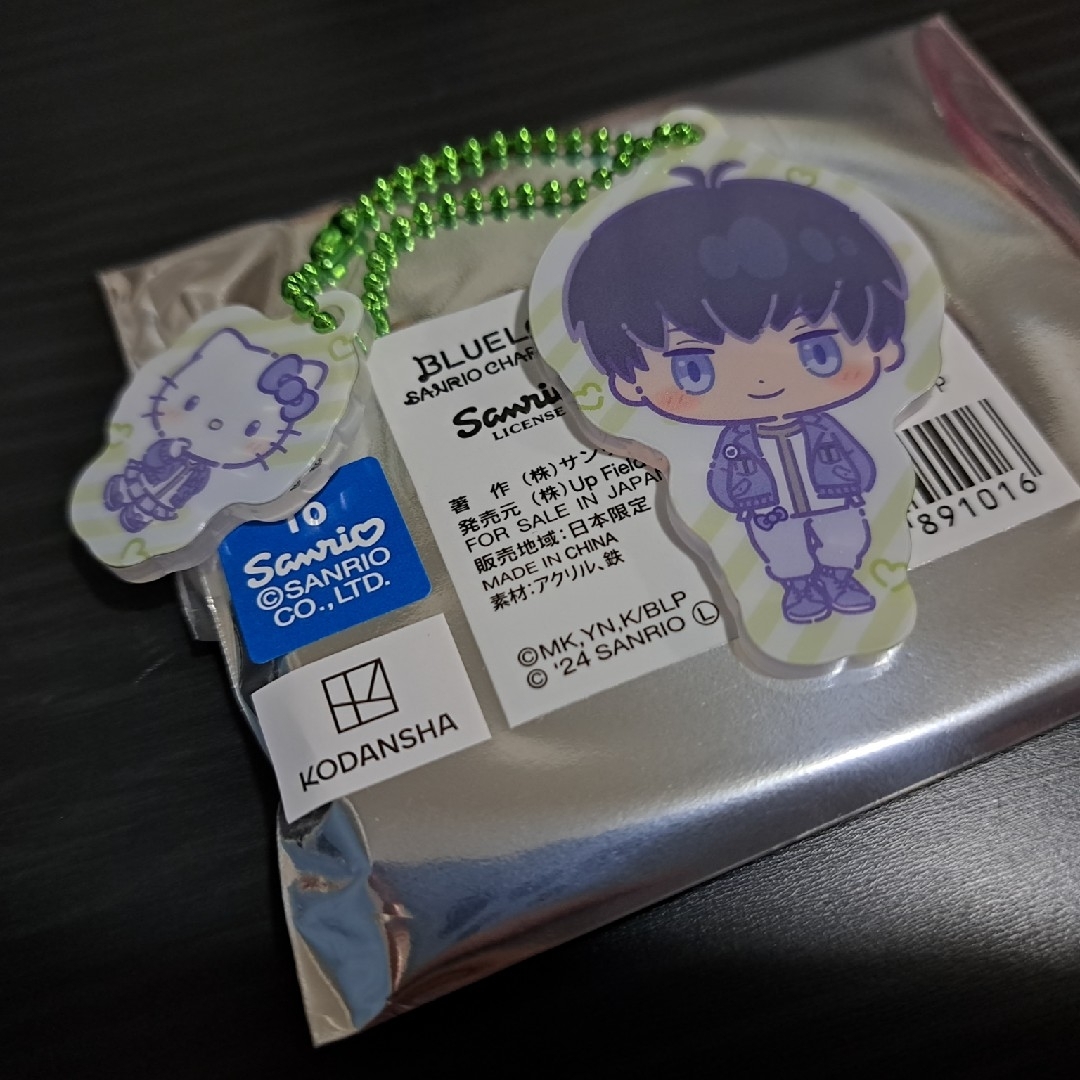 BLUEL
SANRIO CHAR
Sanri
LICENSE
著 作 (株)サン
発売元 (株)Up Field
FOR SALE IN JAPAN
販売地域:日本限定
MADE IN CHINA
素材:アクリル、鉄
©MK,YN,K/BLP
© '24 SANRIO Ⓛ
891016
10
Sanrio
©SANRIO
CO.,LTD.
KODANSHA